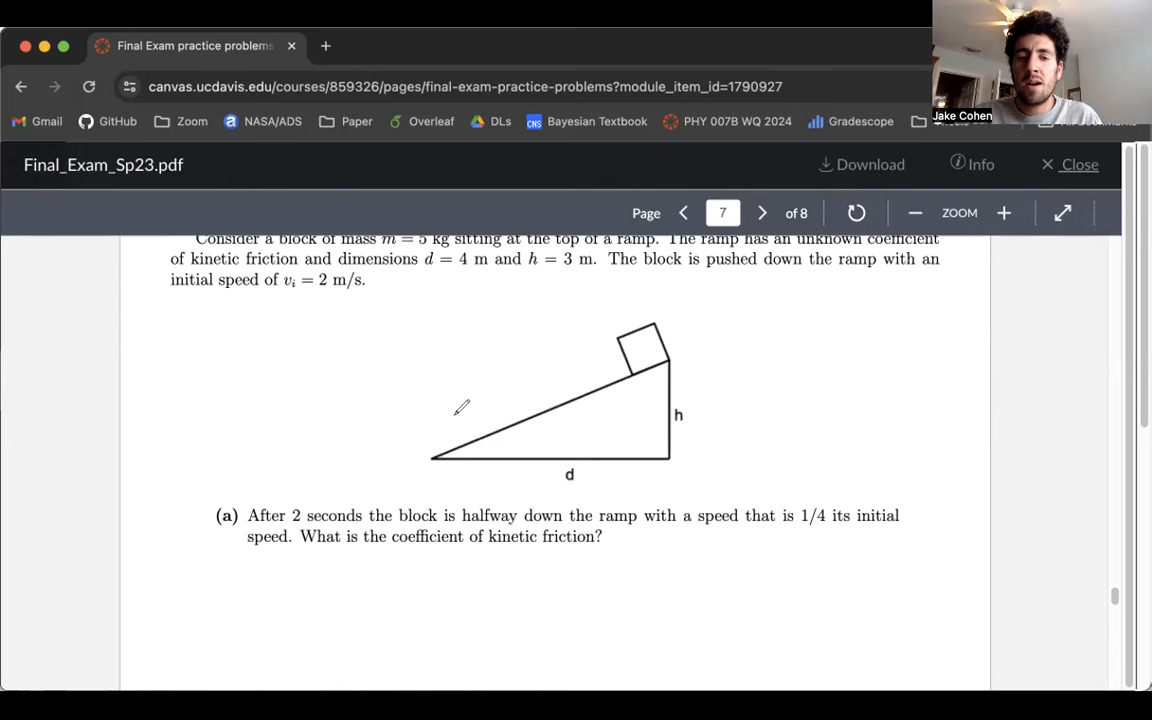 Final Exam practice problems
canvas.ucdavis.edu/courses/859326/pages/final-exam-practice-problems?module_item_id=1790927
Jake Cohen
Gmail GitHub Zoom NASA/ADS Paper Overleaf DLs CNS Bayesian Textbook PHY 007B WQ 2024 Gradescope
Final_Exam_Sp23.pdf Download Info Close
Page 7 of 8 ZOOM
Consider a block of mass m = 5 kg sitting at the top of a ramp. The ramp has an unknown coefficient
of kinetic friction and dimensions d = 4 m and h = 3 m. The block is pushed down the ramp with an
initial speed of vᵢ = 2 m/s.
h
d
(a) After 2 seconds the block is halfway down the ramp with a speed that is 1/4 its initial
speed. What is the coefficient of kinetic friction?